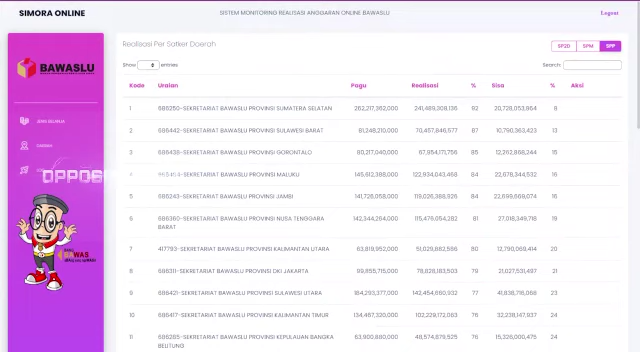 SIMORA ONLINE
SISTEM MONITORING REALISASI ANGGARAN ONLINE BAWASLU
Logout
BAWASLU
JENIS BELANJA
DAERAH
OPPO
Realisasi Per Satker Daerah
SP2D SPM SPP
Show entries
Search:
Kode Uraian Pagu Realisasi % Sisa % Aksi
1 686250-SEKRETARIAT BAWASLU PROVINSI SUMATERA SELATAN 262,217,362,000 241,489,308,136 92 20,728,053,864 8
2 686442-SEKRETARIAT BAWASLU PROVINSI SULAWESI BARAT 81,248,210,000 70,457,846,577 87 10,790,363,423 13
3 686438-SEKRETARIAT BAWASLU PROVINSI GORONTALO 80,217,040,000 67,954,171,756 85 12,262,868,244 15
4 SEKRETARIAT BAWASLU PROVINSI MALUKU 145,612,388,000 122,934,043,468 84 22,678,344,532 16
5 686243-SEKRETARIAT BAWASLU PROVINSI JAMBI 141,726,058,000 119,026,388,926 84 22,699,669,074 16
6 686360-SEKRETARIAT BAWASLU PROVINSI NUSA TENGGARA BARAT 142,344,264,000 115,479,054,282 81 27,018,349,718 19
7 417793-SEKRETARIAT BAWASLU PROVINSI KALIMANTAN UTARA 63,819,952,000 51,029,882,586 80 12,790,069,414 20
8 686311-SEKRETARIAT BAWASLU PROVINSI DKI JAKARTA 99,855,715,000 78,828,183,503 79 21,027,531,497 21
9 686421-SEKRETARIAT BAWASLU PROVINSI SULAWESI UTARA 184,293,377,000 142,454,660,932 77 41,838,716,068 23
10 686417-SEKRETARIAT BAWASLU PROVINSI KALIMANTAN TIMUR 134,467,320,000 102,229,172,063 76 32,238,147,937 24
11 686285-SEKRETARIAT BAWASLU PROVINSI KEPULAUAN BANGKA BELITUNG 63,900,880,000 48,574,879,525 76 15,326,000,475 24